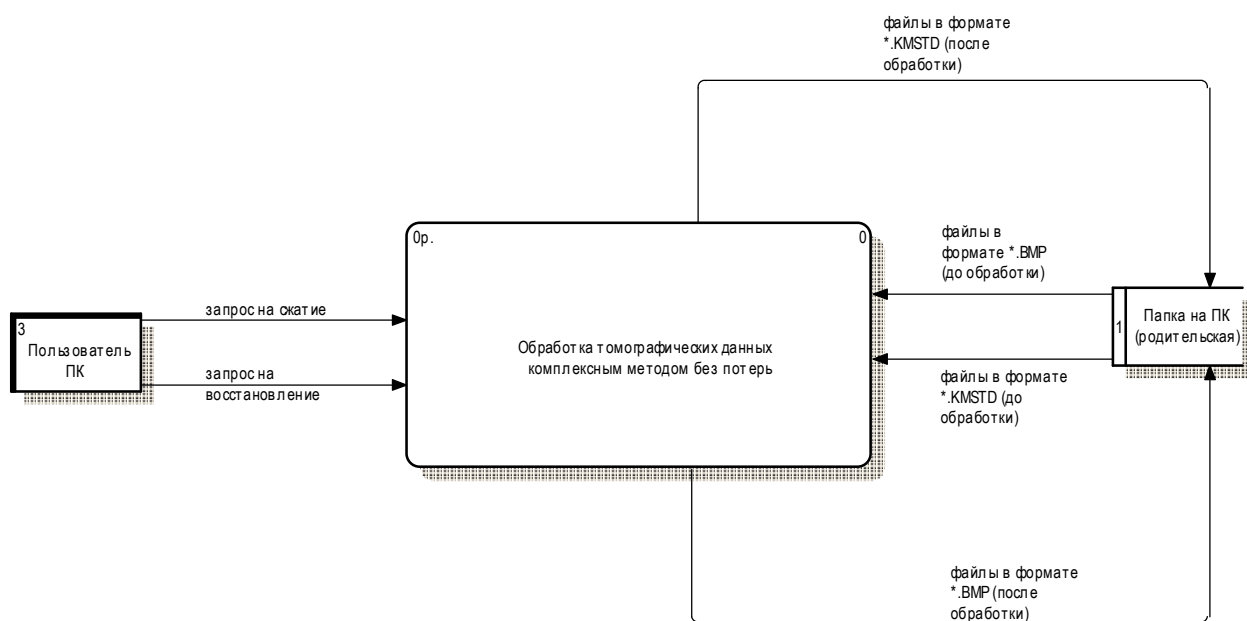 файлы в формате
*.KMSTD (после
обработки)
0р.
0
файлы в
формате *.BMP
(до обработки)
3
Пользователь
ПК
запрос на сжатие
запрос на
восстановление
Обработка томографических данных
комплексным методом без потерь
1
Папка на ПК
(родительская)
файлы в формате
*.KMSTD (до
обработки)
файлы в формате
*.BMP (после
обработки)